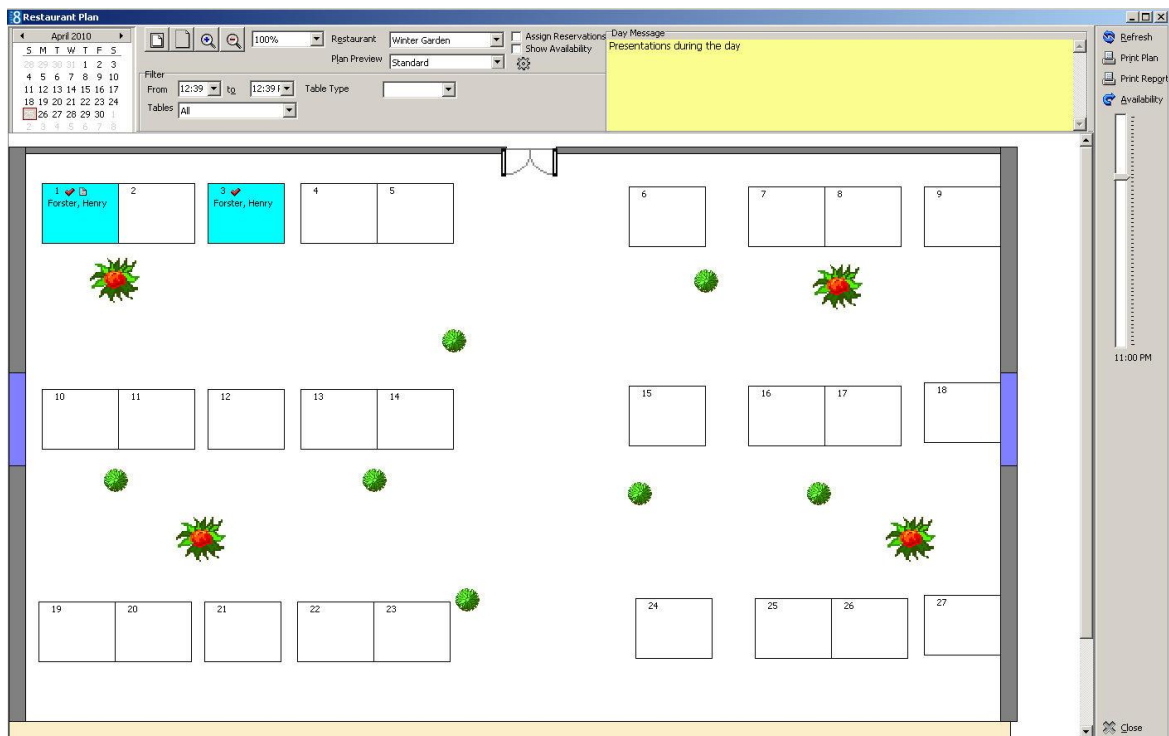 Restaurant Plan
April 2010
S M T W T F S
28 29 30 31 1 2 3
4 5 6 7 8 9 10
11 12 13 14 15 16 17
18 19 20 21 22 23 24
26 27 28 29 30 1
2 3 4 5 6 7 8
100%
Restaurant Winter Garden
Plan Preview Standard
Assign Reservations
Show Availability
Filter
From 12:39 to 12:39 Table Type
Tables All
Day Message
Presentations during the day
Refresh
Print Plan
Print Report
Availability
11:00 PM
1
Forster, Henry
2
3
Forster, Henry
4
5
6
7
8
9
10
11
12
13
14
15
16
17
18
19
20
21
22
23
24
25
26
27
Close